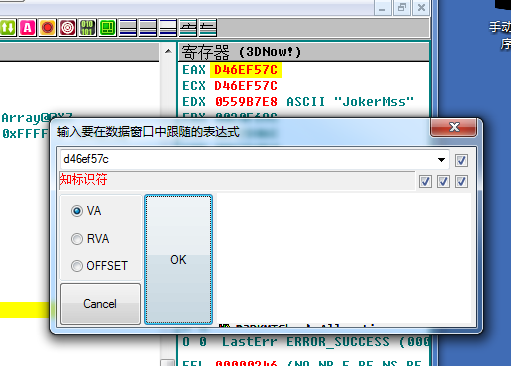 手动
序
寄存器 (3DNow!)
EAX D46EF57C
ECX D46EF57C
EDX 0559B7E8 ASCII "JokerMss"
Array@PX7
0xFFFF
输入要在数据窗口中跟随的表达式
d46ef57c
知标识符
VA
RVA
OFFSET
OK
Cancel
O 0 LastErr ERROR_SUCCESS (000
EFL 00000246 (NO,NB,E,BE,NS,PE,